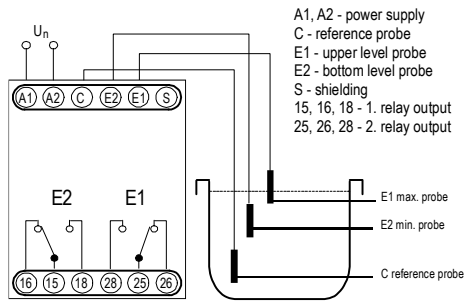 Un
A1 A2 C E2 E1 S
A1, A2 - power supply
C - reference probe
E1 - upper level probe
E2 - bottom level probe
S - shielding
15, 16, 18 - 1. relay output
25, 26, 28 - 2. relay output
E2 E1
16 15 18 28 25 26
E1 max. probe
E2 min. probe
C reference probe